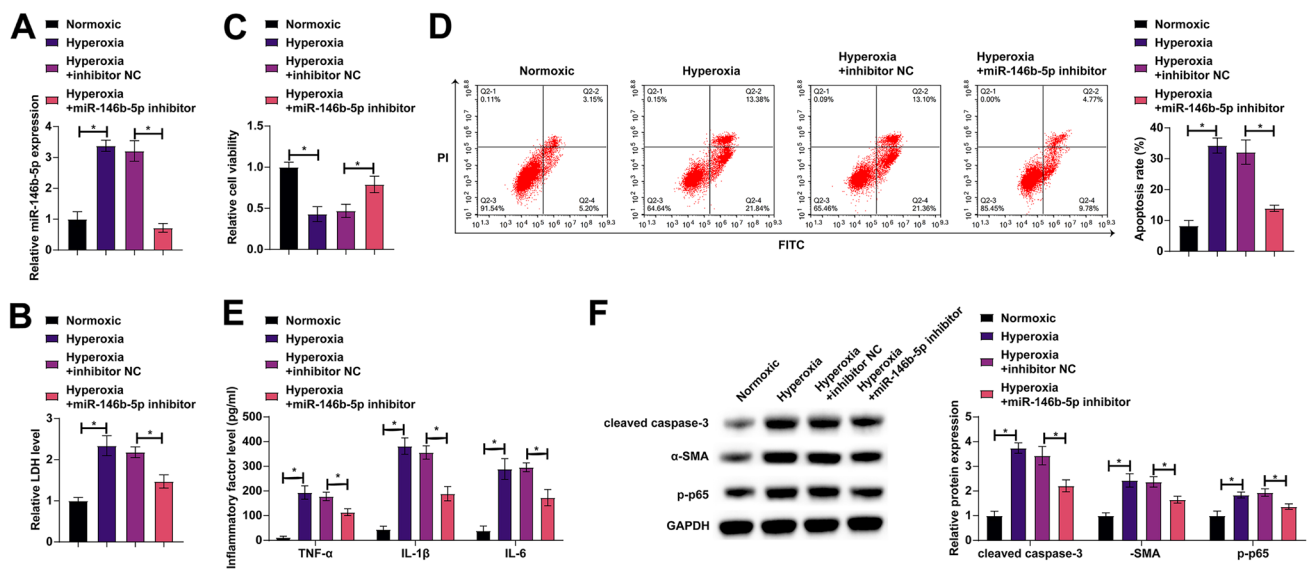 A
Normoxic
Hyperoxia
Hyperoxia
+inhibitor NC
Hyperoxia
+miR-146b-5p inhibitor
Relative miR-146b-5p expression
5
4
3
2
1
0
*
*
C
Normoxic
Hyperoxia
Hyperoxia
+inhibitor NC
Hyperoxia
+miR-146b-5p inhibitor
Relative cell viability
1.5
1.0
0.5
0.0
*
*
D
Normoxic
Hyperoxia
Hyperoxia
+inhibitor NC
Hyperoxia
+miR-146b-5p inhibitor
PI
FITC
Q2-1
0.11%
Q2-2
3.15%
Q2-3
91.54%
Q2-4
5.20%
Q2-1
0.15%
Q2-2
13.38%
Q2-3
64.64%
Q2-4
21.84%
Q2-1
0.09%
Q2-2
13.10%
Q2-3
65.46%
Q2-4
21.36%
Q2-1
0.00%
Q2-2
4.77%
Q2-3
85.45%
Q2-4
9.78%
Normoxic
Hyperoxia
Hyperoxia
+inhibitor NC
Hyperoxia
+miR-146b-5p inhibitor
Apoptosis rate (%)
40
30
20
10
0
*
*
B
Normoxic
Hyperoxia
Hyperoxia
+inhibitor NC
Hyperoxia
+miR-146b-5p inhibitor
Relative LDH level
3
2
1
0
*
*
E
Normoxic
Hyperoxia
Hyperoxia
+inhibitor NC
Hyperoxia
+miR-146b-5p inhibitor
Inflammatory factor level (pg/ml)
500
400
300
200
100
0
*
*
*
*
*
*
TNF-α
IL-1β
IL-6
F
Normoxic
Hyperoxia
Hyperoxia
+inhibitor NC
Hyperoxia
+miR-146b-5p inhibitor
cleaved caspase-3
α-SMA
p-p65
GAPDH
Normoxic
Hyperoxia
Hyperoxia
+inhibitor NC
Hyperoxia
+miR-146b-5p inhibitor
Relative protein expression
5
4
3
2
1
0
*
*
*
*
*
*
cleaved caspase-3
-SMA
p-p65